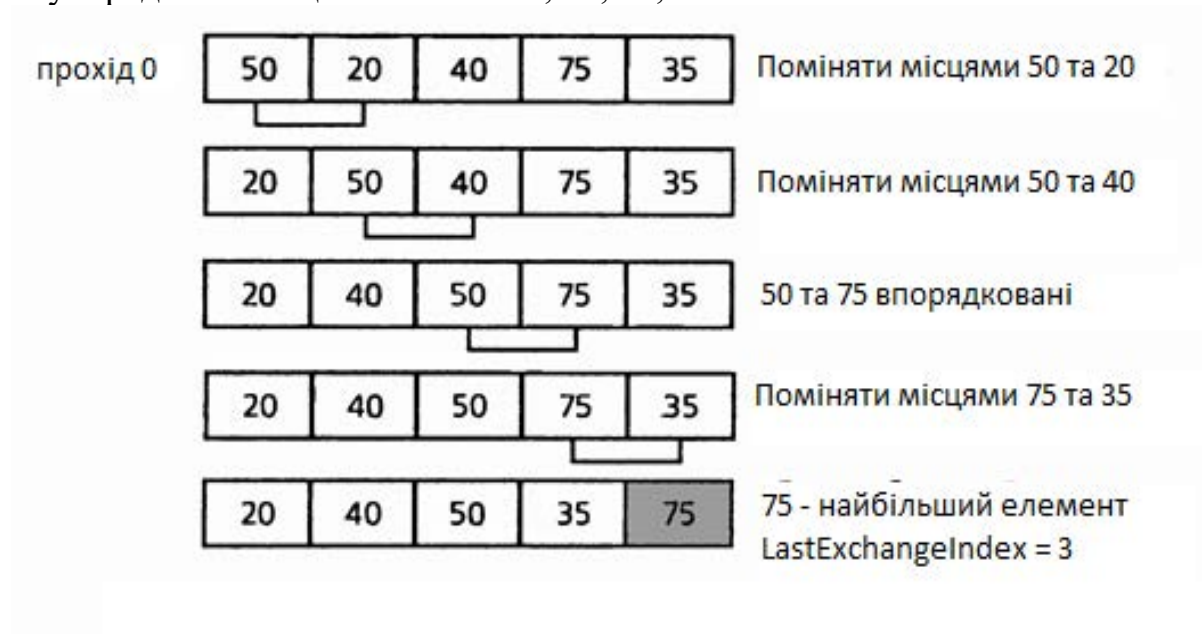 прохід 0 50 20 40 75 35 Поміняти місцями 50 та 20
20 50 40 75 35 Поміняти місцями 50 та 40
20 40 50 75 35 50 та 75 впорядковані
20 40 50 75 35 Поміняти місцями 75 та 35
20 40 50 35 75 75 - найбільший елемент
LastExchangeIndex = 3